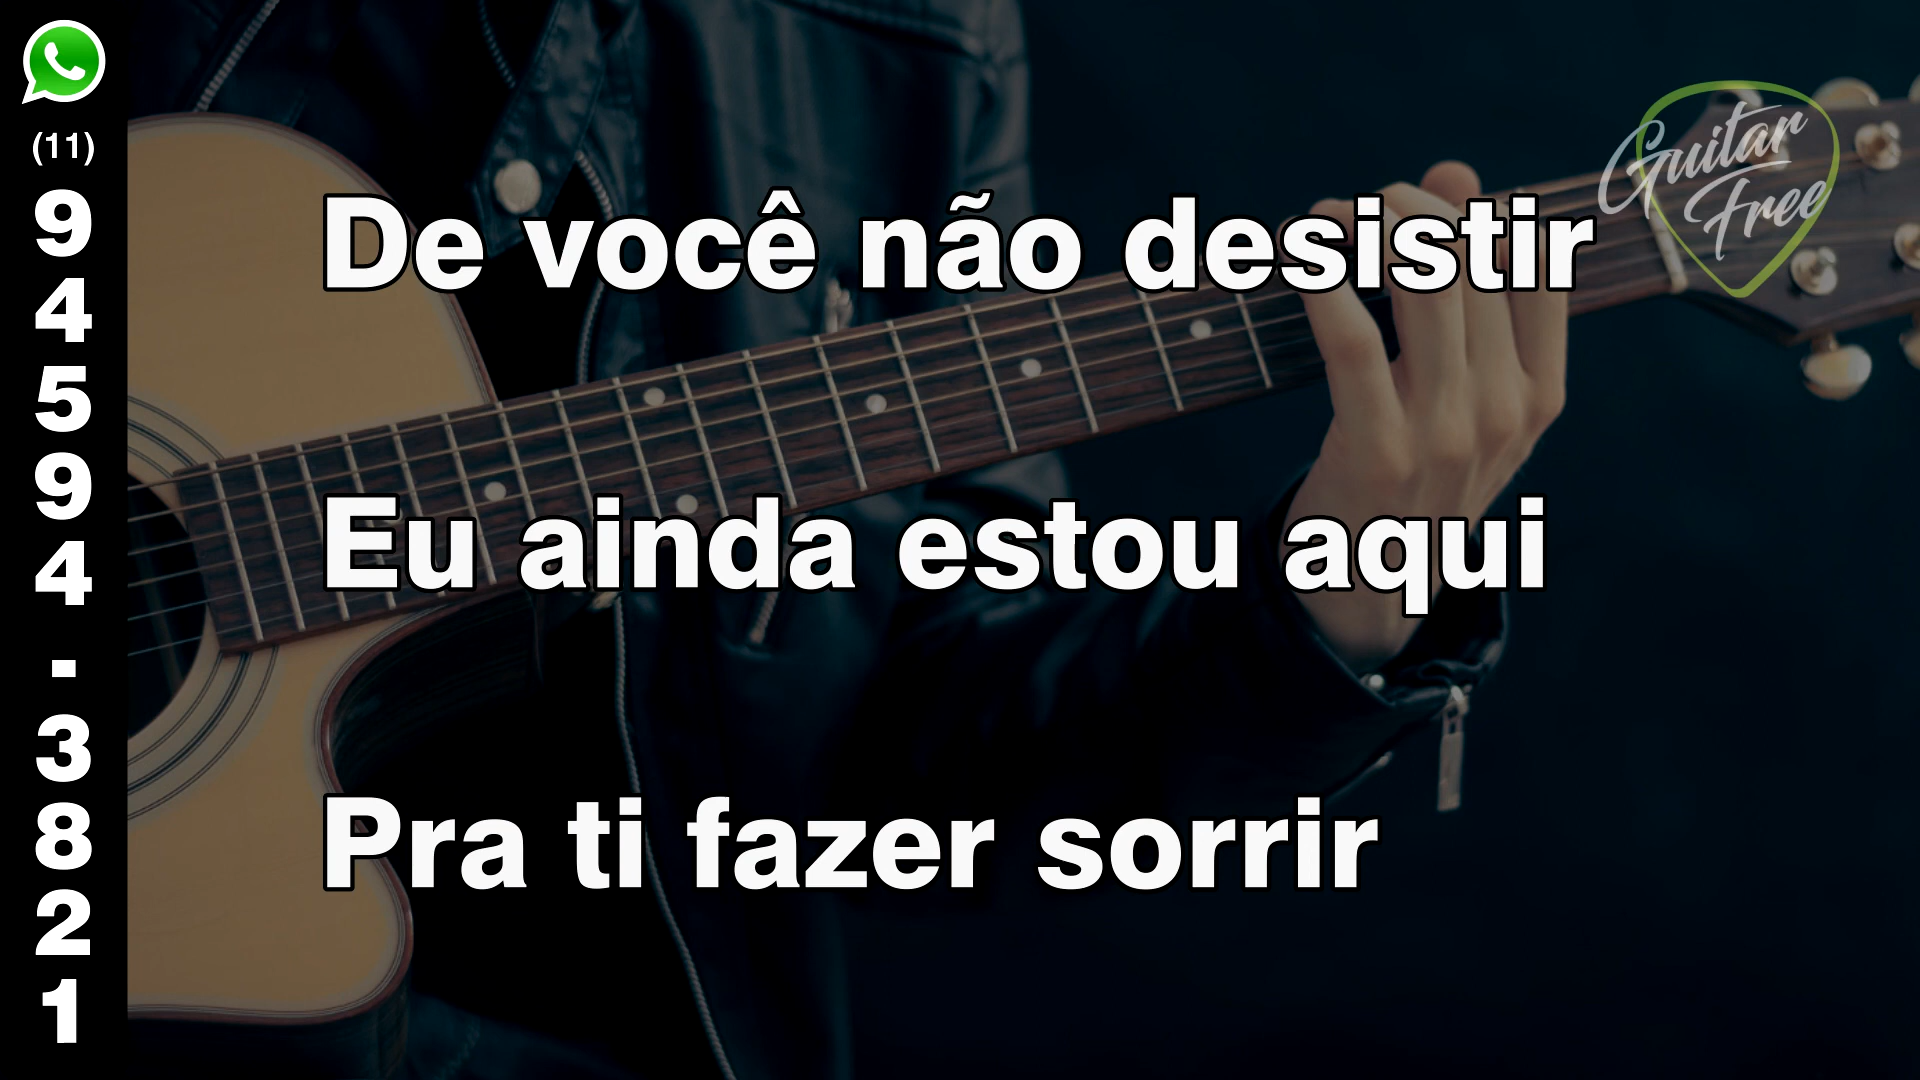 (11)
9
4
5
9
4
-
3
8
2
1
De você não desistir
Eu ainda estou aqui
Pra ti fazer sorrir
Guitar
Free